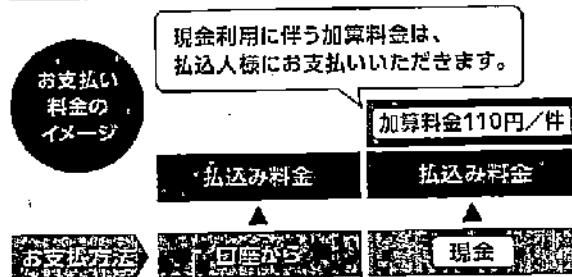 現金利用に伴う加算料金は、
払込人様にお支払いいただきます。
お支払い
料金の
イメージ
加算料金110円／件
払込み料金
払込み料金
お支払方法
口座から
現金